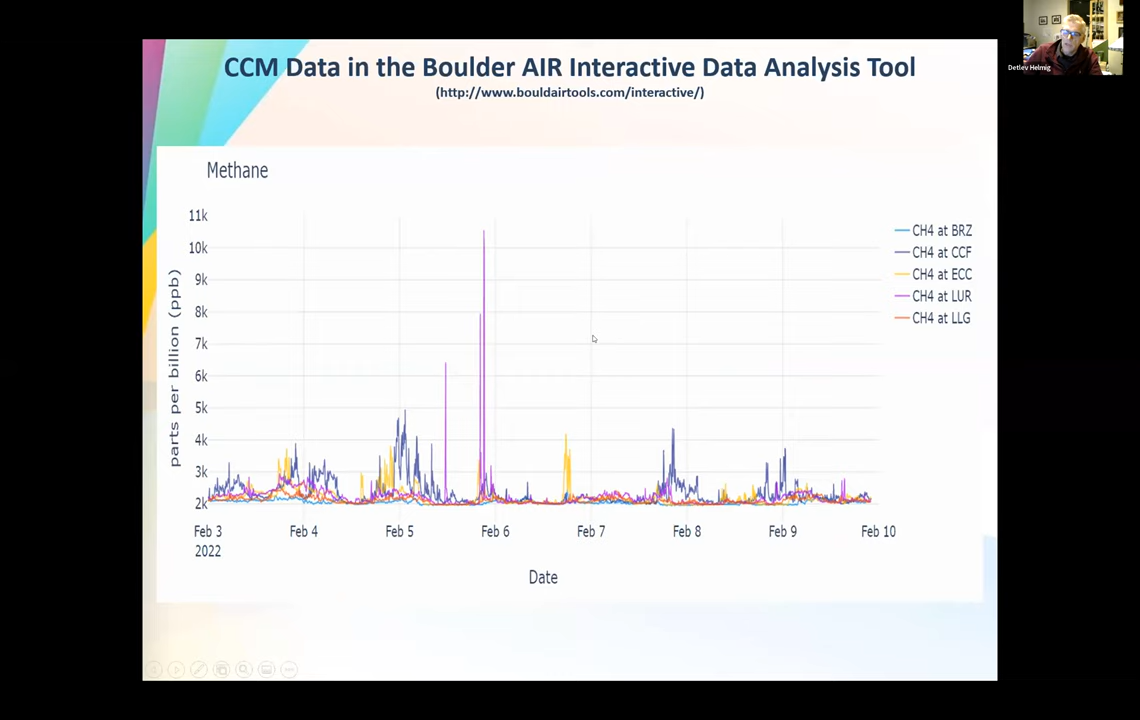 CCM Data in the Boulder AIR Interactive Data Analysis Tool
(http://www.bouldairtools.com/interactive/)
Detlev Helmig
Methane
11k
10k
9k
8k
7k
6k
5k
4k
3k
2k
parts per billion (ppb)
CH4 at BRZ
CH4 at CCF
CH4 at ECC
CH4 at LUR
CH4 at LLG
Feb 3 Feb 4 Feb 5 Feb 6 Feb 7 Feb 8 Feb 9 Feb 10
2022
Date